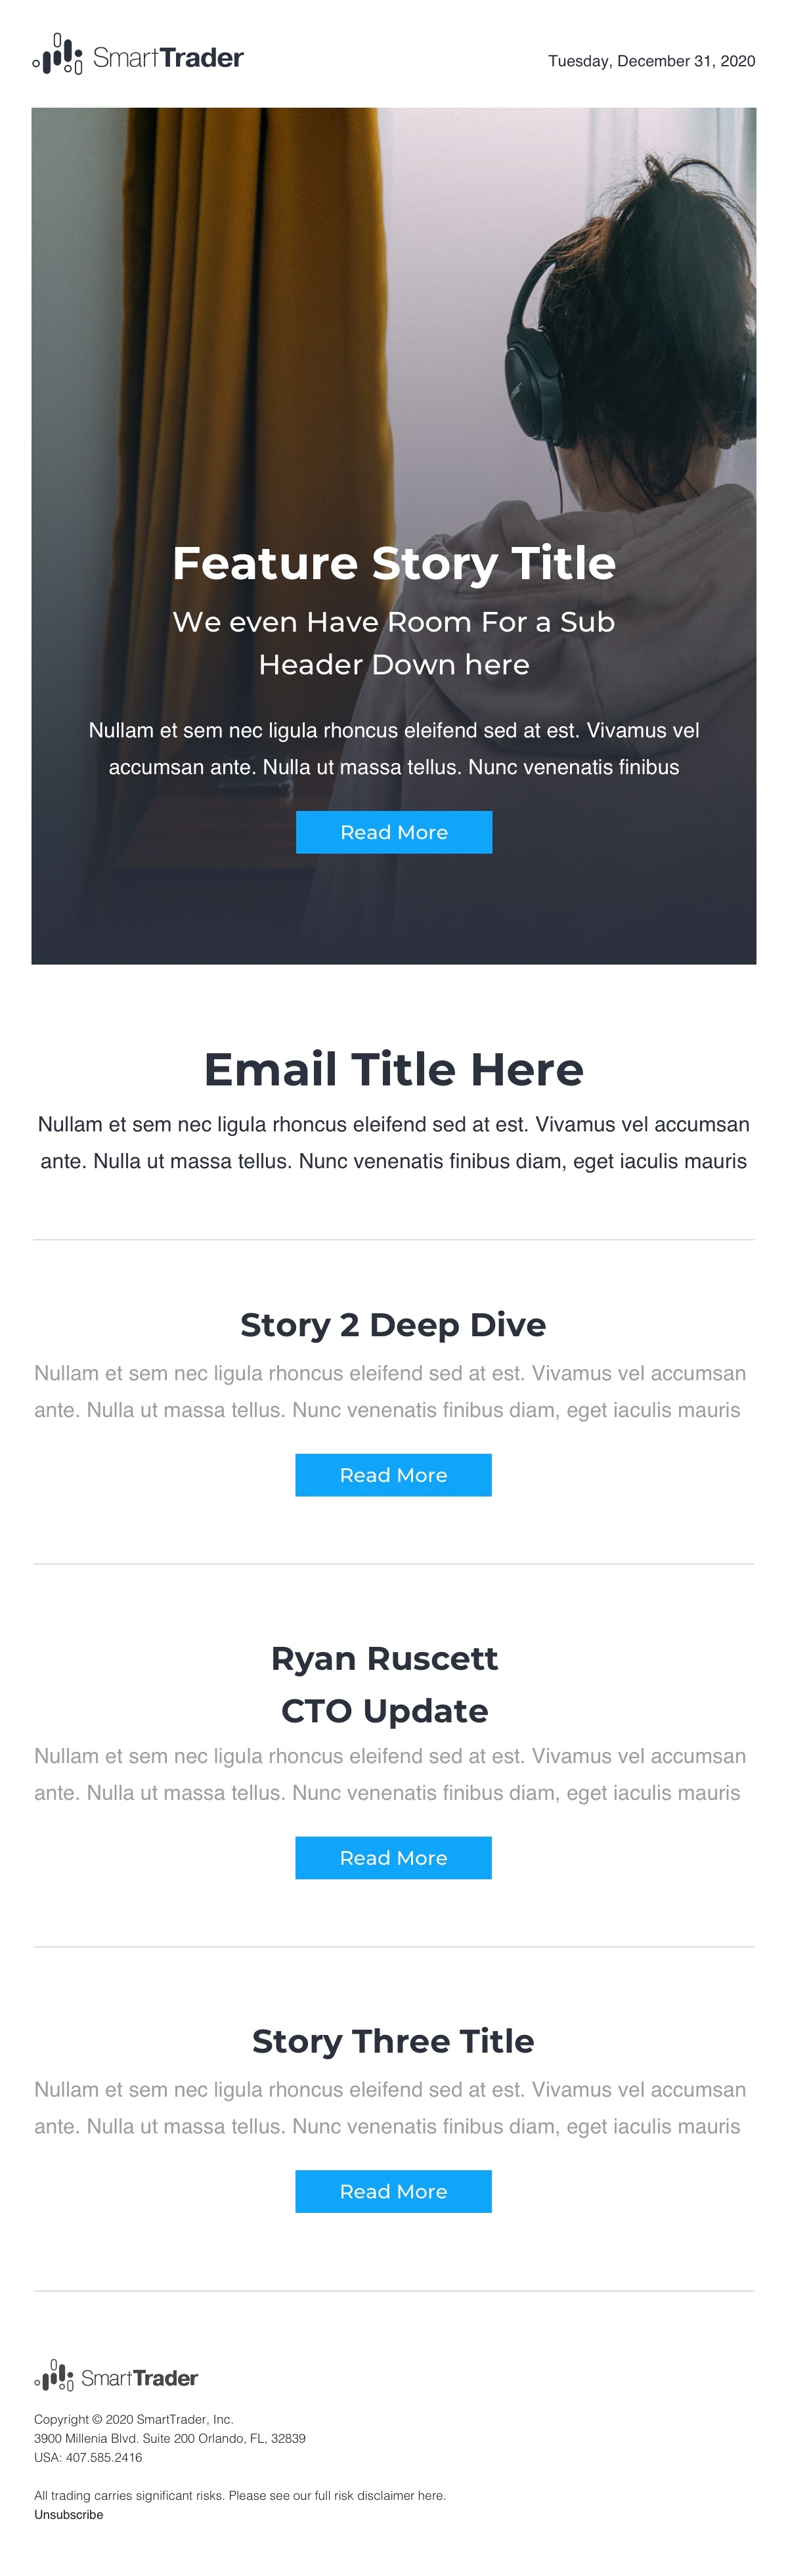 SmartTrader
Tuesday, December 31, 2020
Feature Story Title
We even Have Room For a Sub
Header Down here
Nullam et sem nec ligula rhoncus eleifend sed at est. Vivamus vel
accumsan ante. Nulla ut massa tellus. Nunc venenatis finibus
Read More
Email Title Here
Nullam et sem nec ligula rhoncus eleifend sed at est. Vivamus vel accumsan
ante. Nulla ut massa tellus. Nunc venenatis finibus diam, eget iaculis mauris
Story 2 Deep Dive
Nullam et sem nec ligula rhoncus eleifend sed at est. Vivamus vel accumsan
ante. Nulla ut massa tellus. Nunc venenatis finibus diam, eget iaculis mauris
Read More
Ryan Ruscett
CTO Update
Nullam et sem nec ligula rhoncus eleifend sed at est. Vivamus vel accumsan
ante. Nulla ut massa tellus. Nunc venenatis finibus diam, eget iaculis mauris
Read More
Story Three Title
Nullam et sem nec ligula rhoncus eleifend sed at est. Vivamus vel accumsan
ante. Nulla ut massa tellus. Nunc venenatis finibus diam, eget iaculis mauris
Read More
SmartTrader
Copyright © 2020 SmartTrader, Inc.
3900 Millenia Blvd. Suite 200 Orlando, FL, 32839
USA: 407.585.2416
All trading carries significant risks. Please see our full risk disclaimer here.
Unsubscribe